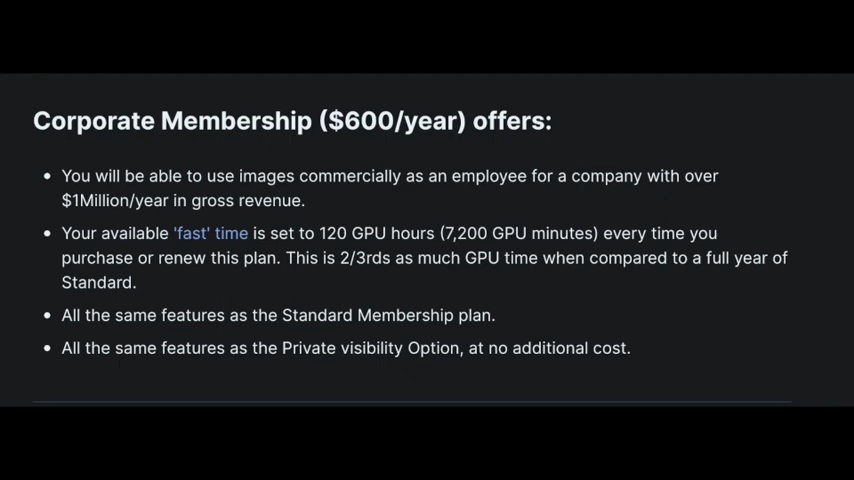 Corporate Membership ($600/year) offers:
• You will be able to use images commercially as an employee for a company with over
$1Million/year in gross revenue.
• Your available 'fast' time is set to 120 GPU hours (7,200 GPU minutes) every time you
purchase or renew this plan. This is 2/3rds as much GPU time when compared to a full year of
Standard.
• All the same features as the Standard Membership plan.
• All the same features as the Private visibility Option, at no additional cost.